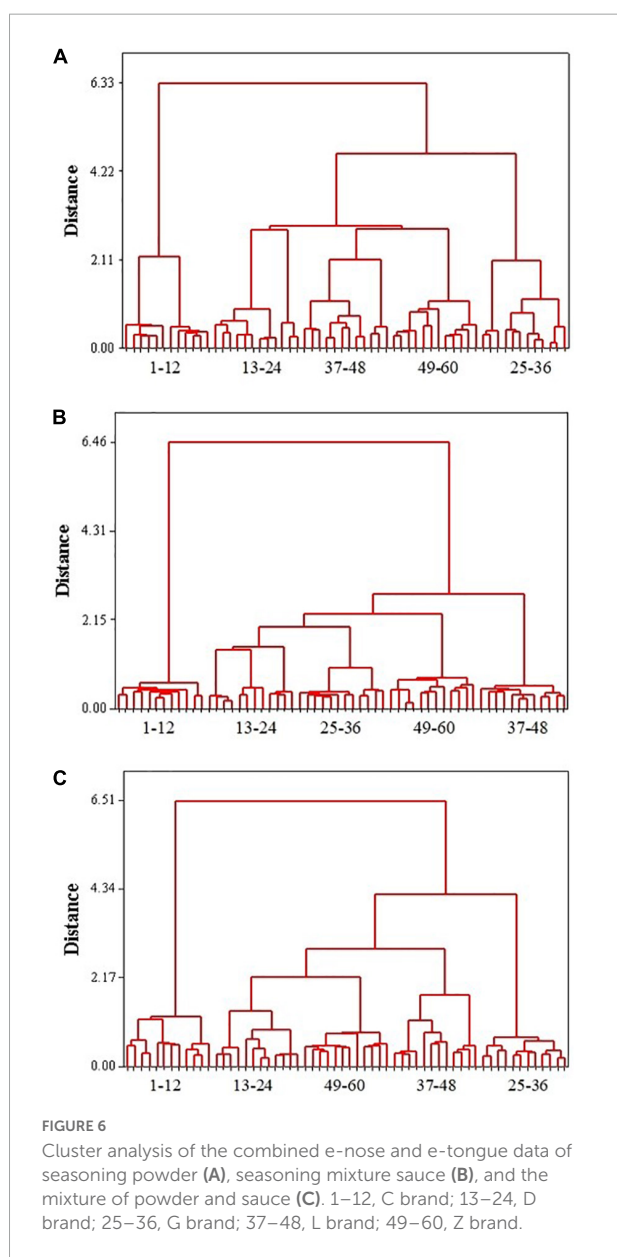 A
6.33
4.22
2.11
0.00
Distance
1-12 13-24 37-48 49-60 25-36
B
6.46
4.31
2.15
0.00
Distance
1-12 13-24 25-36 49-60 37-48
C
6.51
4.34
2.17
0.00
Distance
1-12 13-24 49-60 37-48 25-36
FIGURE 6
Cluster analysis of the combined e-nose and e-tongue data of
seasoning powder (A), seasoning mixture sauce (B), and the
mixture of powder and sauce (C). 1–12, C brand; 13–24, D
brand; 25–36, G brand; 37–48, L brand; 49–60, Z brand.